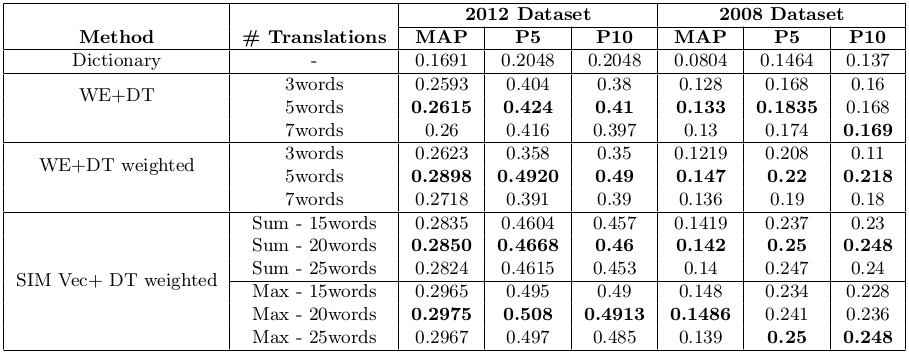 2012 Dataset 2008 Dataset
Method # Translations MAP P5 P10 MAP P5 P10
Dictionary - 0.1691 0.2048 0.2048 0.0804 0.1464 0.137
WE+DT 3words 0.2593 0.404 0.38 0.128 0.168 0.16
5words 0.2615 0.424 0.41 0.133 0.1835 0.168
7words 0.26 0.416 0.397 0.13 0.174 0.169
WE+DT weighted 3words 0.2623 0.358 0.35 0.1219 0.208 0.11
5words 0.2898 0.4920 0.49 0.147 0.22 0.218
7words 0.2718 0.391 0.39 0.136 0.19 0.18
SIM Vec+ DT weighted Sum - 15words 0.2835 0.4604 0.457 0.1419 0.237 0.23
Sum - 20words 0.2850 0.4668 0.46 0.142 0.25 0.248
Sum - 25words 0.2824 0.4615 0.453 0.14 0.247 0.24
Max - 15words 0.2965 0.495 0.49 0.148 0.234 0.228
Max - 20words 0.2975 0.508 0.4913 0.1486 0.241 0.236
Max - 25words 0.2967 0.497 0.485 0.139 0.25 0.248